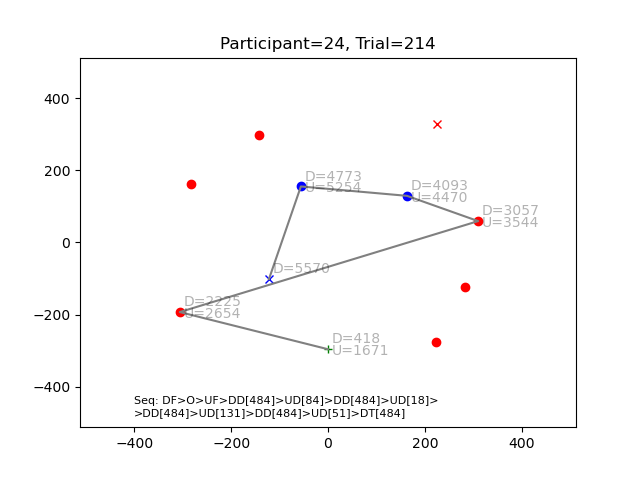 Participant=24, Trial=214
400
200
0
−200
−400
D=4773
U=5254
D=4093
U=4470
D=3057
U=3544
D=5570
D=2225
U=2654
D=418
U=1671
Seq: DF>O>UF>DD[484]>UD[84]>DD[484]>UD[18]>
>DD[484]>UD[131]>DD[484]>UD[51]>DT[484]
−400 −200 0 200 400